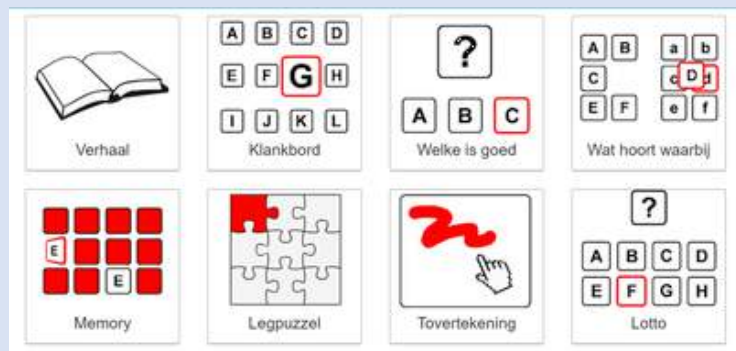 Verhaal
A B C D
E F G H
I J K L
Klankbord
?
A B C
Welke is goed
A B a b
C c D d
E F e f
Wat hoort waarbij
E
E
Memory
Legpuzzel
Tovertekening
?
A B C D
E F G H
Lotto